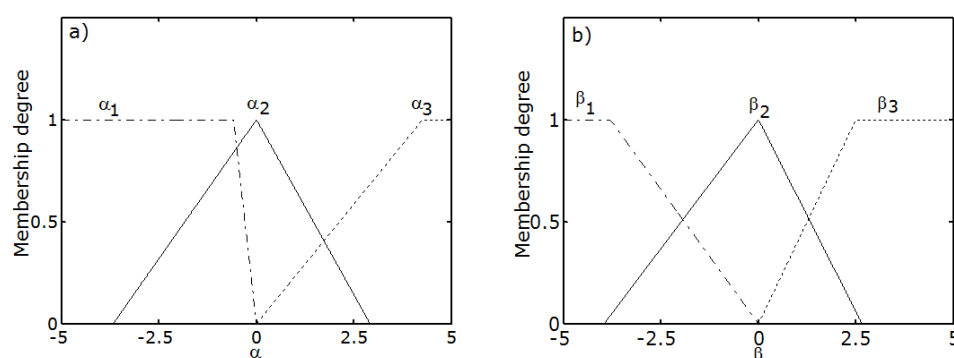 a)
Membership degree
1
0.5
0
α1
α2
α3
-5
-2.5
0
2.5
5
α
b)
Membership degree
1
0.5
0
β1
β2
β3
-5
-2.5
0
2.5
5
β